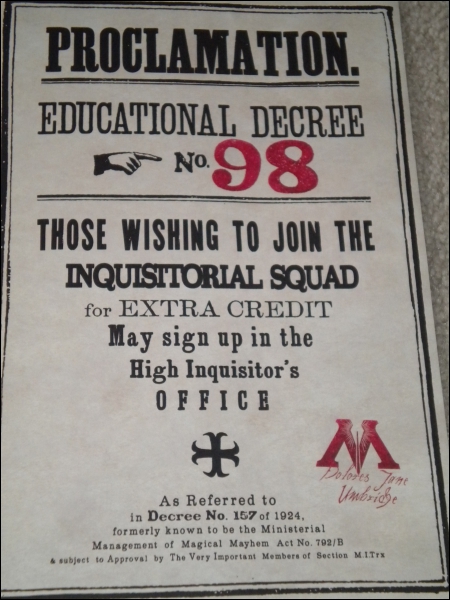 PROCLAMATION.
EDUCATIONAL DECREE
No. 98
THOSE WISHING TO JOIN THE
INQUISITORIAL SQUAD
for EXTRA CREDIT
May sign up in the
High Inquisitor's
OFFICE
M
Dolores Jane
Umbridge
As Referred to
in Decree No. 157 of 1924,
formerly known to be the Ministerial
Management of Magical Mayhem Act No. 792/B
& subject to Approval by The Very Important Members of Section M.I.Trx